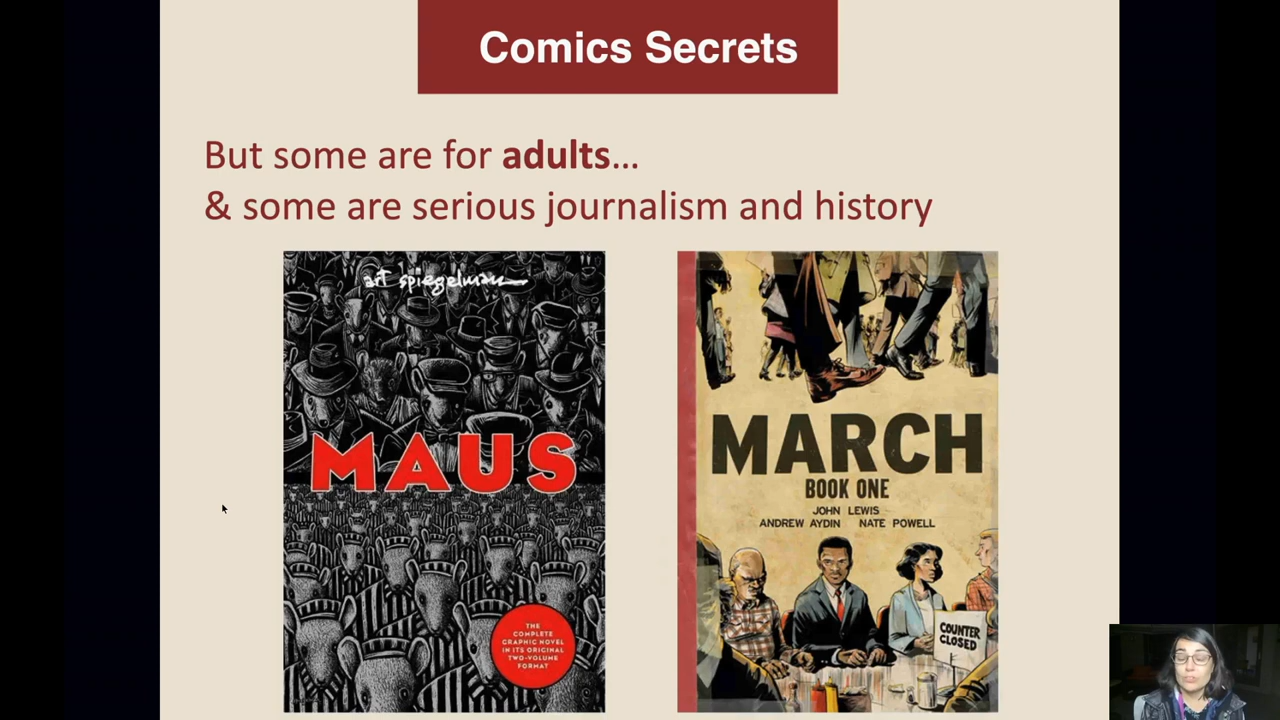 Comics Secrets
But some are for adults...
& some are serious journalism and history
art spiegelman
MAUS
THE
COMPLETE
GRAPHIC NOVEL
IN ITS ORIGINAL
TWO-VOLUME
FORMAT
MARCH
BOOK ONE
JOHN LEWIS
ANDREW AYDIN NATE POWELL
COUNTER
CLOSED